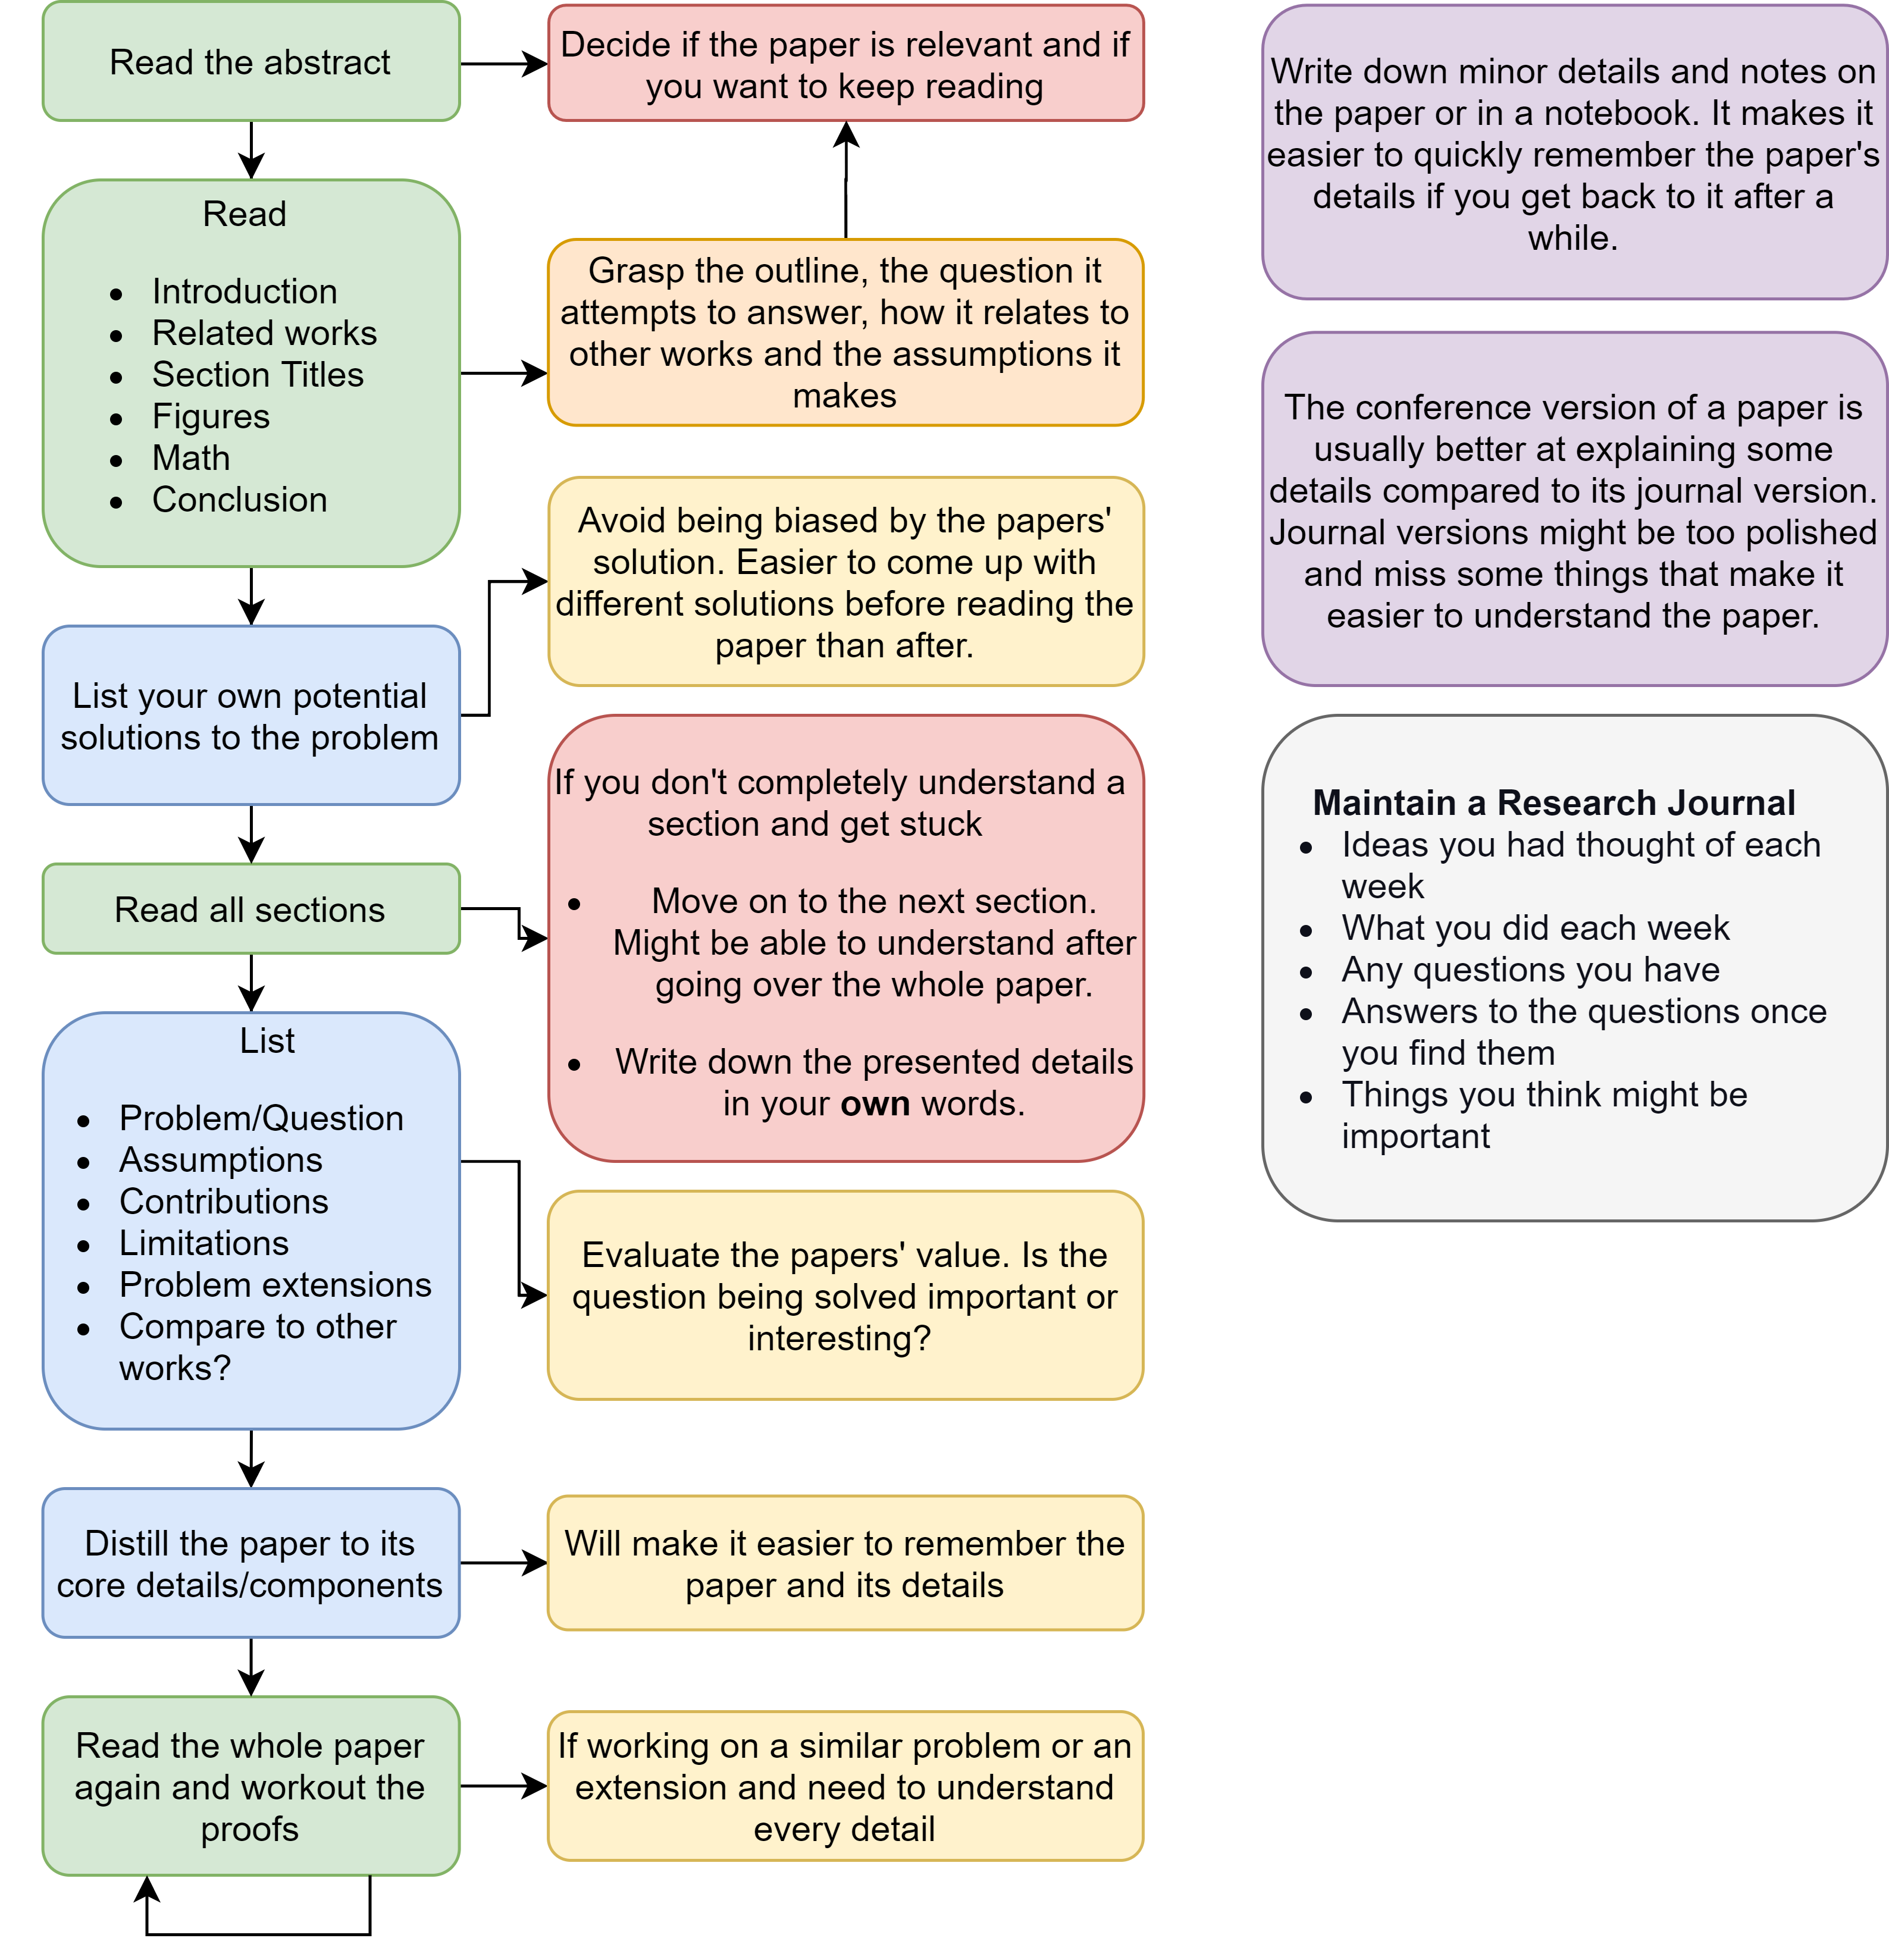 Read the abstract
Decide if the paper is relevant and if
you want to keep reading
Read
• Introduction
• Related works
• Section Titles
• Figures
• Math
• Conclusion
Grasp the outline, the question it
attempts to answer, how it relates to
other works and the assumptions it
makes
List your own potential
solutions to the problem
Avoid being biased by the papers'
solution. Easier to come up with
different solutions before reading the
paper than after.
Read all sections
If you don't completely understand a
section and get stuck
• Move on to the next section.
Might be able to understand after
going over the whole paper.
• Write down the presented details
in your own words.
List
• Problem/Question
• Assumptions
• Contributions
• Limitations
• Problem extensions
• Compare to other
works?
Evaluate the papers' value. Is the
question being solved important or
interesting?
Distill the paper to its
core details/components
Will make it easier to remember the
paper and its details
Read the whole paper
again and workout the
proofs
If working on a similar problem or an
extension and need to understand
every detail
Write down minor details and notes on
the paper or in a notebook. It makes it
easier to quickly remember the paper's
details if you get back to it after a
while.
The conference version of a paper is
usually better at explaining some
details compared to its journal version.
Journal versions might be too polished
and miss some things that make it
easier to understand the paper.
Maintain a Research Journal
• Ideas you had thought of each
week
• What you did each week
• Any questions you have
• Answers to the questions once
you find them
• Things you think might be
important